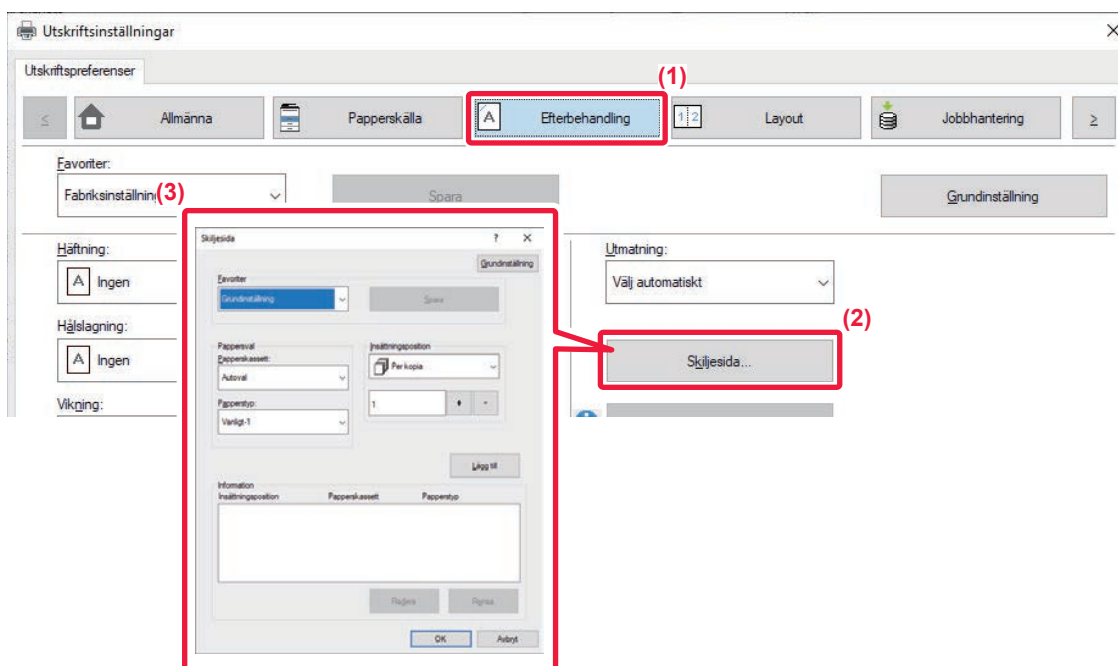 Utskriftsinställningar
Utskriftspreferenser
(1)
≤ Allmänna Papperskälla A Efterbehandling 1 2 Layout Jobbhantering ≥
Favoriter:
Fabriksinställning (3) Spara Grundinställning
Häftning:
A Ingen
Hålslagning:
A Ingen
Vikning:
Utmatning:
Välj automatiskt
(2)
Skiljesida...
Skiljesida ? ×
Grundinställning
Favoriter
Grundinställning Spara
Pappersval
Papperskassett:
Autoval
Papperstyp:
Vanligt-1
Insättningsposition
Per kopia
1 + -
Lägg till
Information
Insättningsposition Papperskassett Papperstyp
Radera Rensa
OK Avbryt